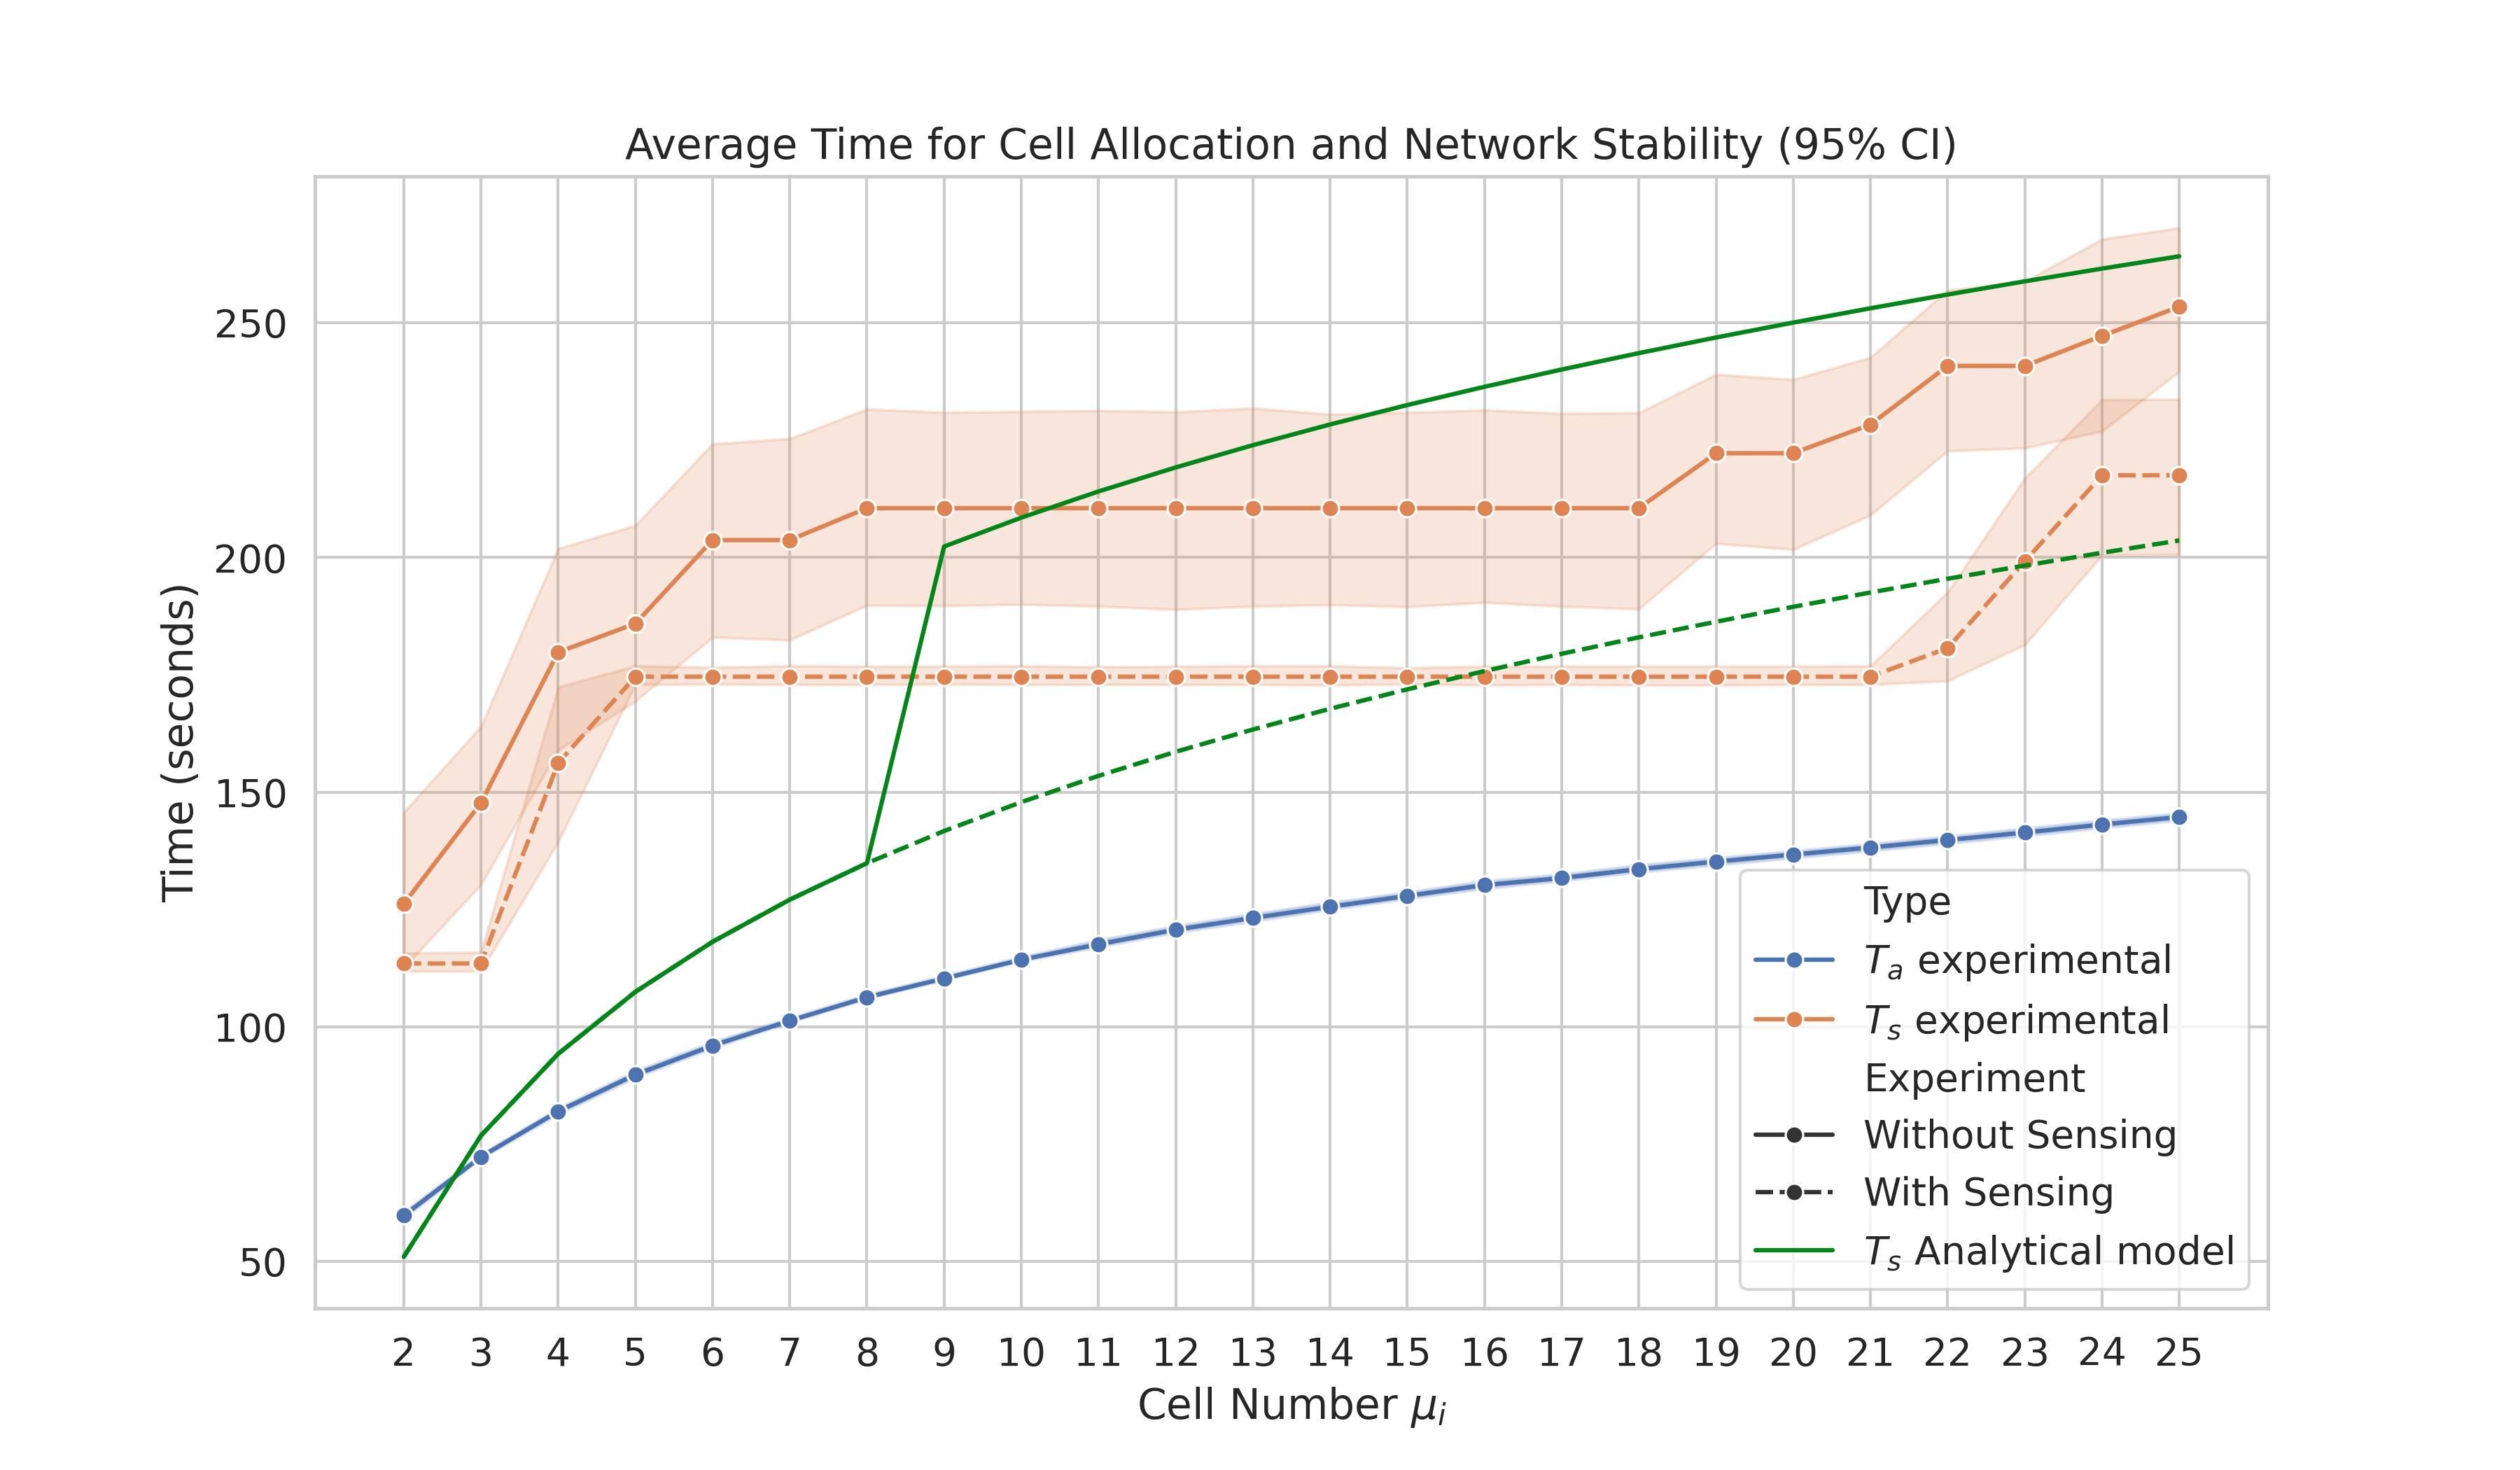 Average Time for Cell Allocation and Network Stability (95% CI)
Time (seconds)
250
200
150
100
50
2 3 4 5 6 7 8 9 10 11 12 13 14 15 16 17 18 19 20 21 22 23 24 25
Cell Number μi
Type
Ta experimental
Ts experimental
Experiment
Without Sensing
With Sensing
Ts Analytical model